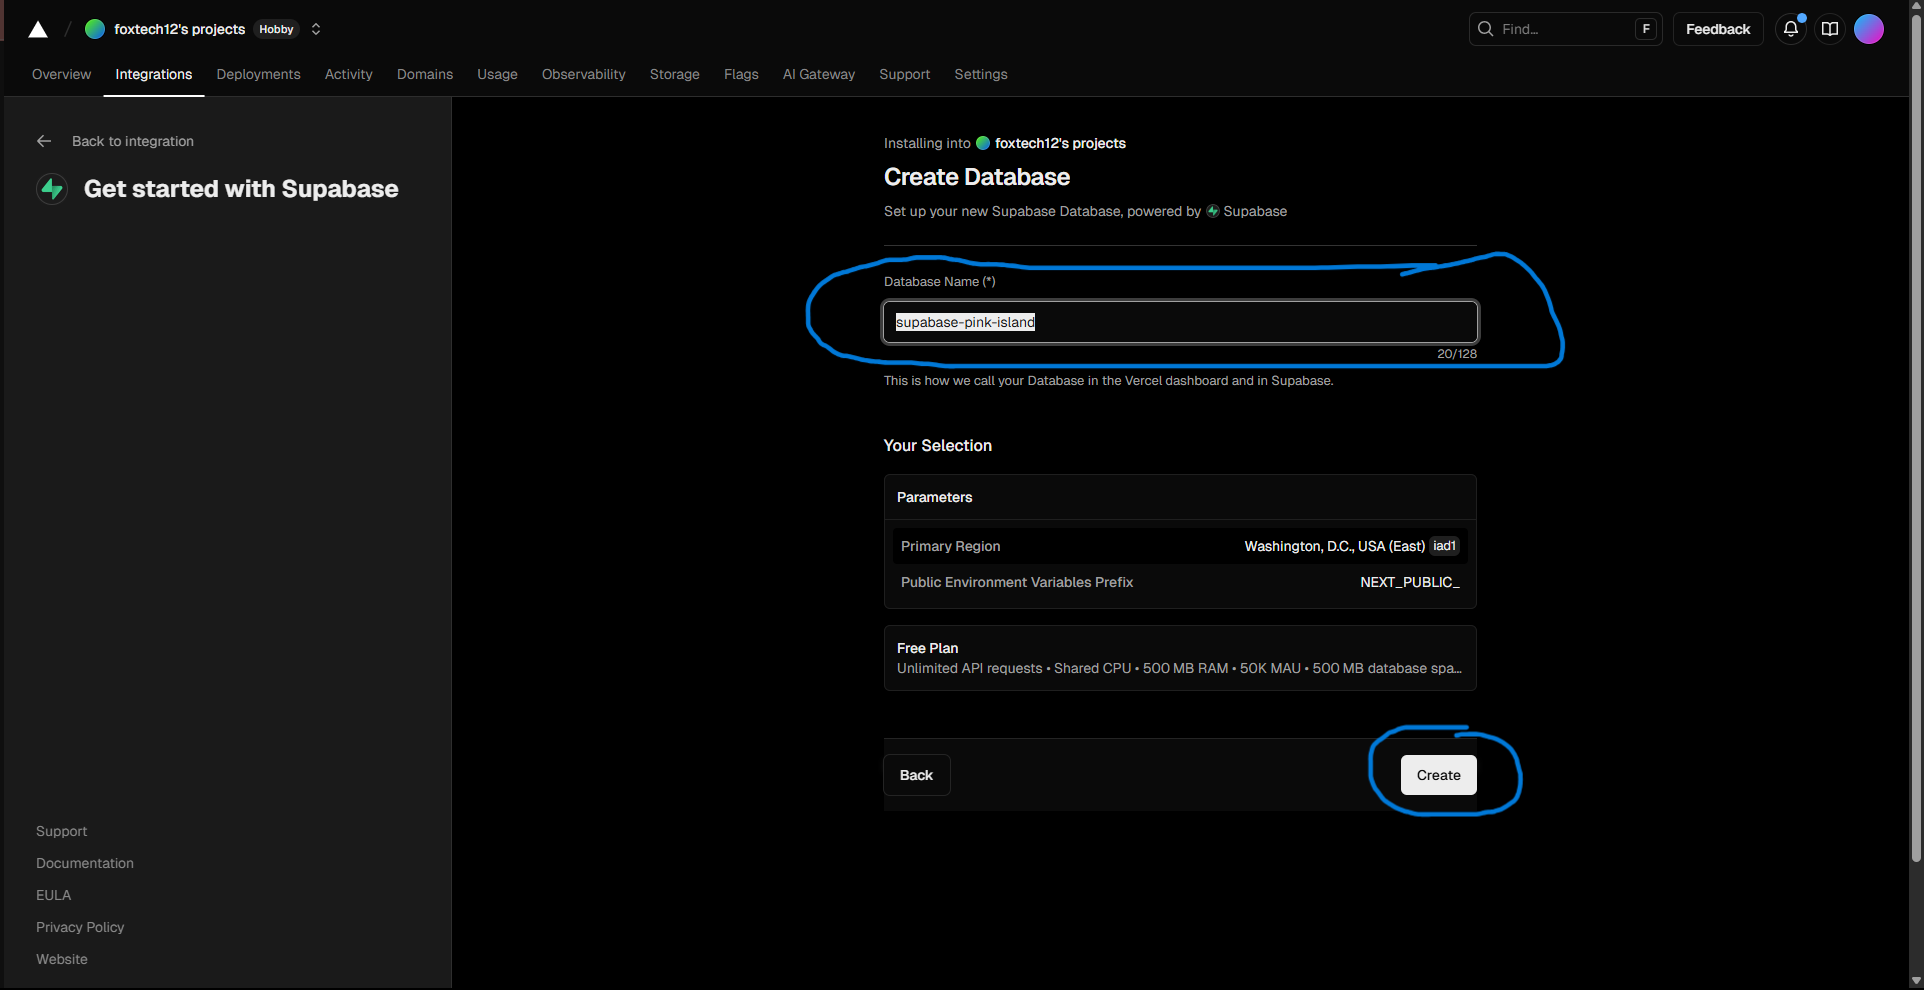 foxtech12's projects Hobby
Find... F
Feedback
Overview Integrations Deployments Activity Domains Usage Observability Storage Flags AI Gateway Support Settings
Back to integration
Get started with Supabase
Installing into foxtech12's projects
Create Database
Set up your new Supabase Database, powered by Supabase
Database Name (*)
supabase-pink-island
20/128
This is how we call your Database in the Vercel dashboard and in Supabase.
Your Selection
Parameters
Primary Region Washington, D.C., USA (East) iad1
Public Environment Variables Prefix NEXT_PUBLIC_
Free Plan
Unlimited API requests • Shared CPU • 500 MB RAM • 50K MAU • 500 MB database spa...
Back Create
Support
Documentation
EULA
Privacy Policy
Website